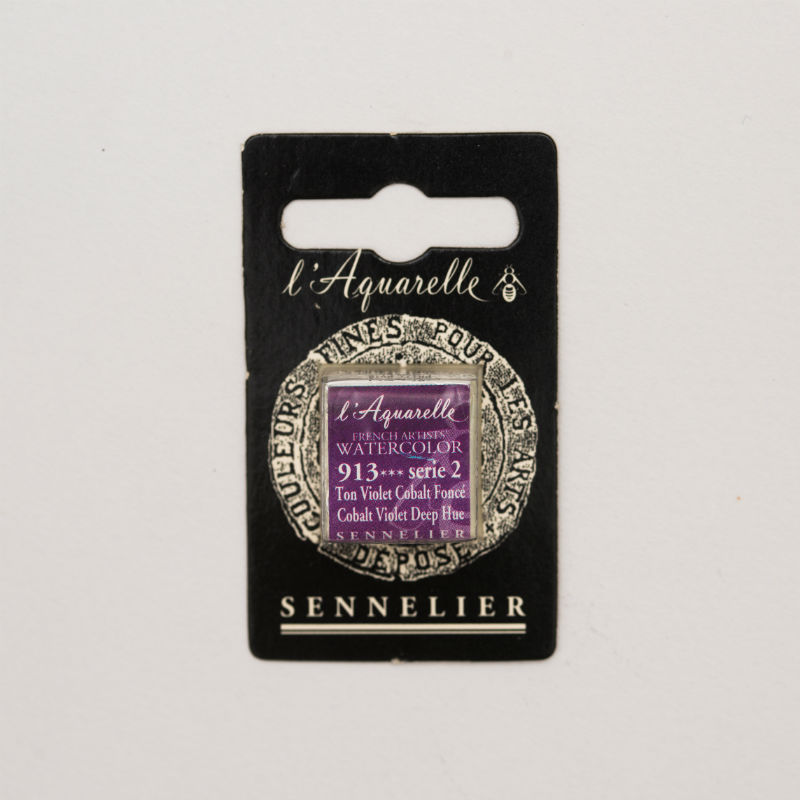 l'Aquarelle
COULEURS FINES POUR LES ARTS
DÉPOSÉ
l'Aquarelle
FRENCH ARTISTS'
WATERCOLOR
913*** serie 2
Ton Violet Cobalt Foncé
Cobalt Violet Deep Hue
SENNELIER
SENNELIER